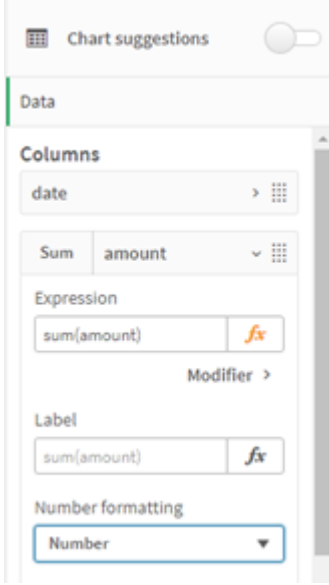 Chart suggestions
Data
Columns
date
Sum amount
Expression
sum(amount) fx
Modifier >
Label
sum(amount) fx
Number formatting
Number